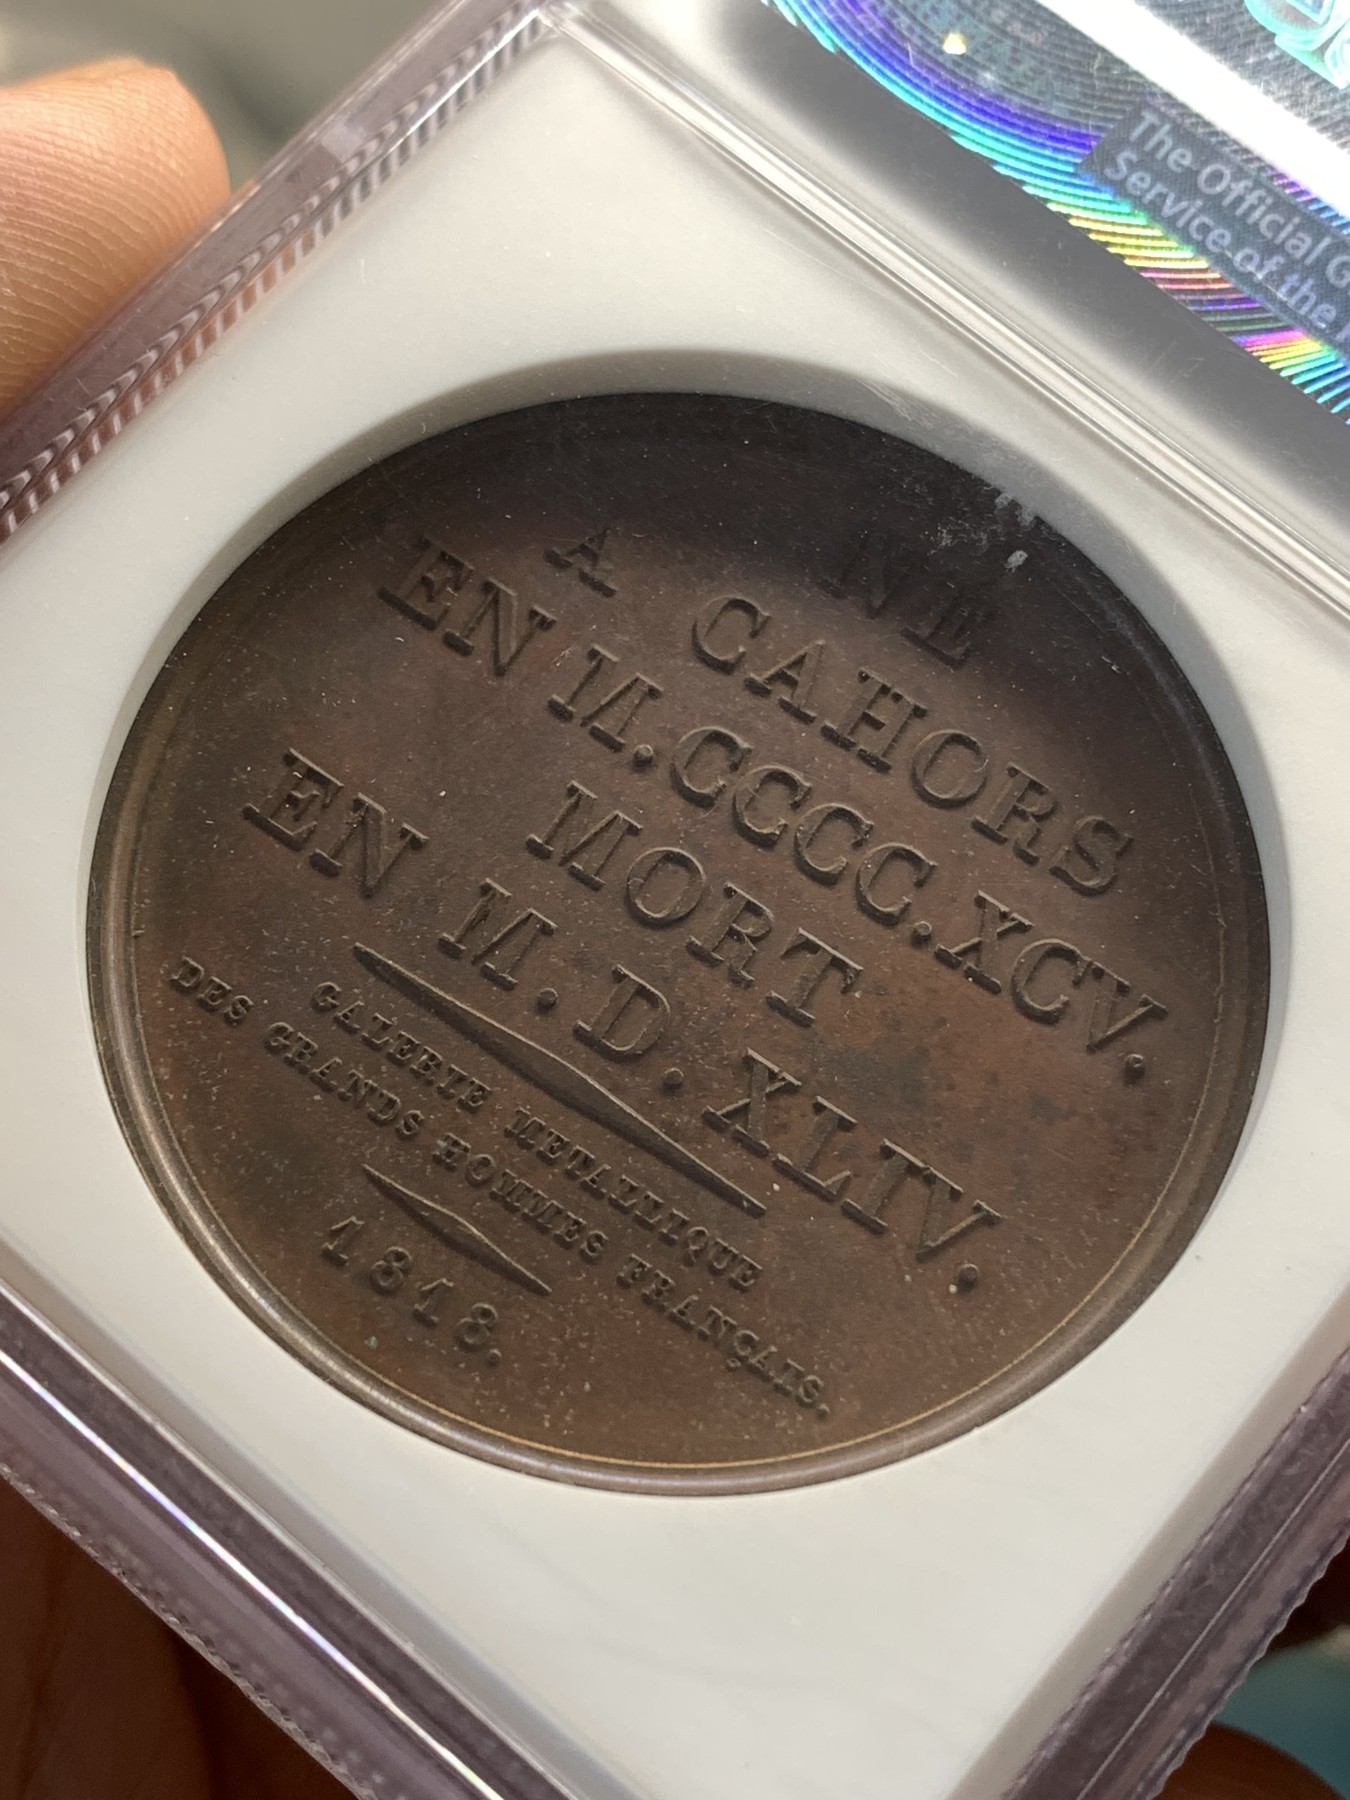 The Official G
Service of the
NÉ
A CAHORS
EN M.CCCC.XCV.
MORT
EN M.D.XLIV.
GALERIE METALLIQUE
DES GRANDS HOMMES FRANÇAIS.
1818.